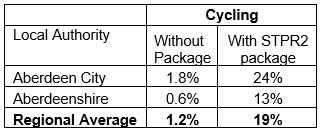 Local Authority
Cycling
Without Package
With STPR2 package
Aberdeen City 1.8% 24%
Aberdeenshire 0.6% 13%
Regional Average 1.2% 19%